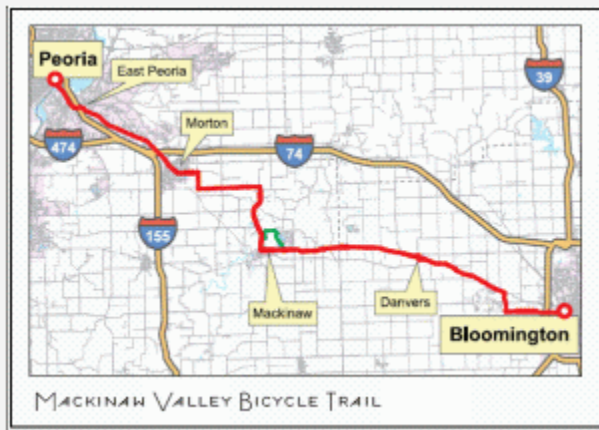 Peoria
East Peoria
39
Morton
474
74
155
Mackinaw
Danvers
Bloomington
MACKINAW VALLEY BICYCLE TRAIL